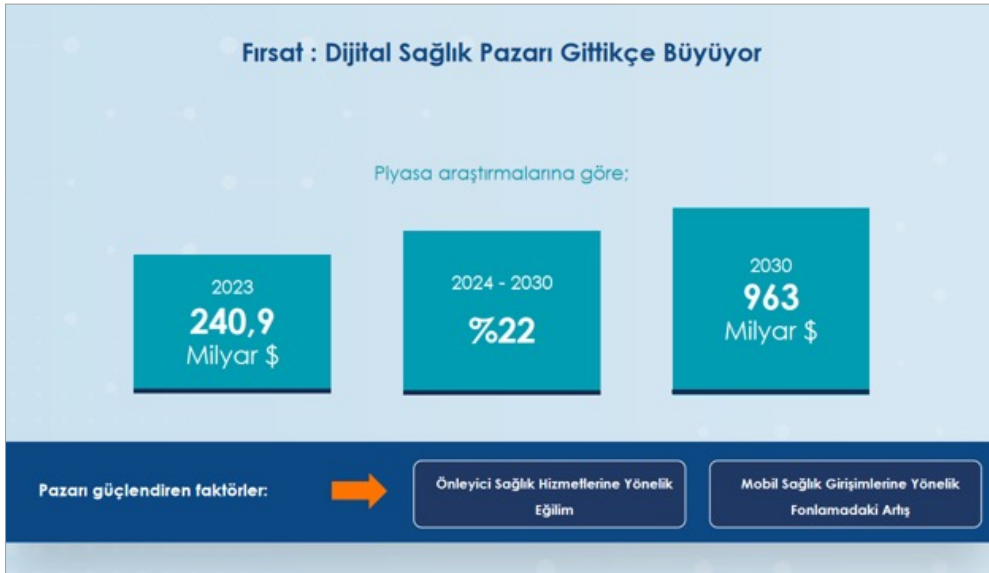 Fırsat : Dijital Sağlık Pazarı Gittikçe Büyüyor
Piyasa araştırmalarına göre;
2023
240,9
Milyar $
2024 - 2030
%22
2030
963
Milyar $
Pazarı güçlendiren faktörler:
Önleyici Sağlık Hizmetlerine Yönelik
Eğilim
Mobil Sağlık Girişimlerine Yönelik
Fonlamadaki Artış